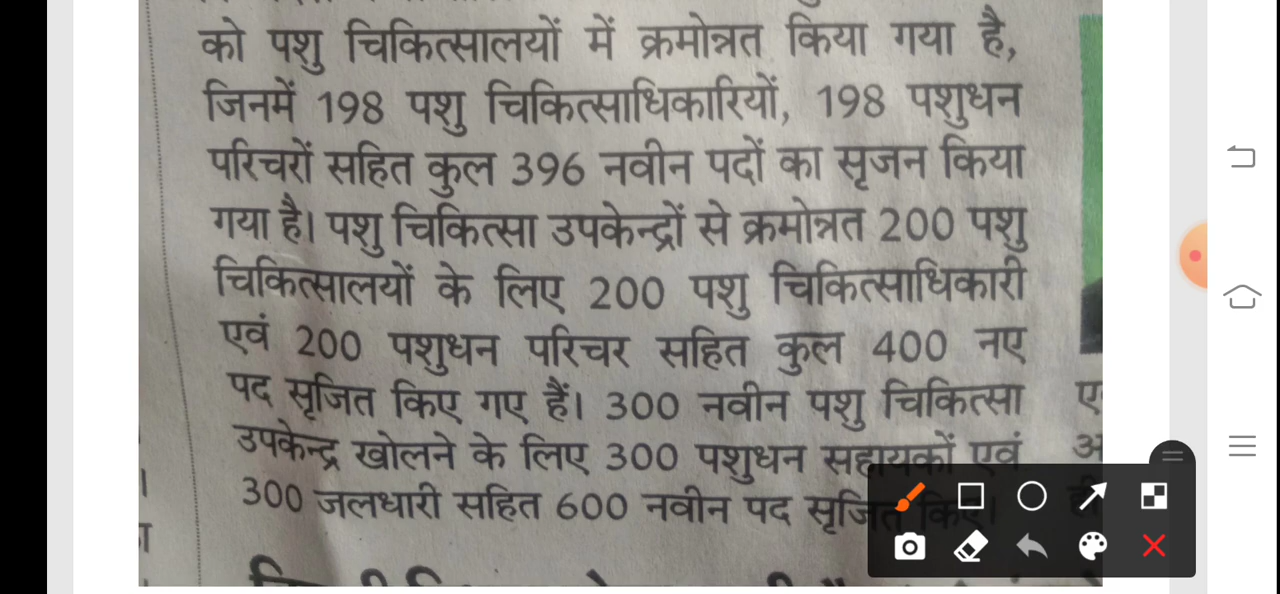 को पशु चिकित्सालयों में क्रमोन्नत किया गया है,
जिनमें 198 पशु चिकित्साधिकारियों, 198 पशुधन
परिचरों सहित कुल 396 नवीन पदों का सृजन किया
गया है। पशु चिकित्सा उपकेन्द्रों से क्रमोन्नत 200 पशु
चिकित्सालयों के लिए 200 पशु चिकित्साधिकारी
एवं 200 पशुधन परिचर सहित कुल 400 नए
पद सृजित किए गए हैं। 300 नवीन पशु चिकित्सा
उपकेन्द्र खोलने के लिए 300 पशुधन सहायकों एवं
300 जलधारी सहित 600 नवीन पद सृजित किए।